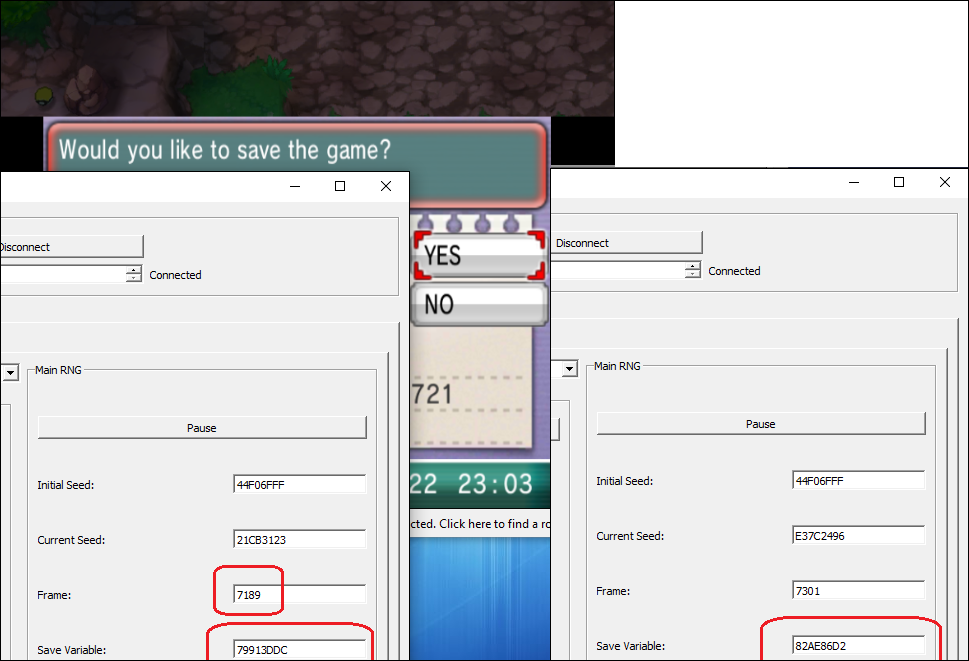 Would you like to save the game?
YES
NO
721
22 23:03
cted. Click here to find a ro
Disconnect
Connected
Main RNG
Pause
Initial Seed: 44F06FFF
Current Seed: 21CB3123
Frame: 7189
Save Variable: 79913DDC
Disconnect
Connected
Main RNG
Pause
Initial Seed: 44F06FFF
Current Seed: E37C2496
Frame: 7301
Save Variable: 82AE86D2